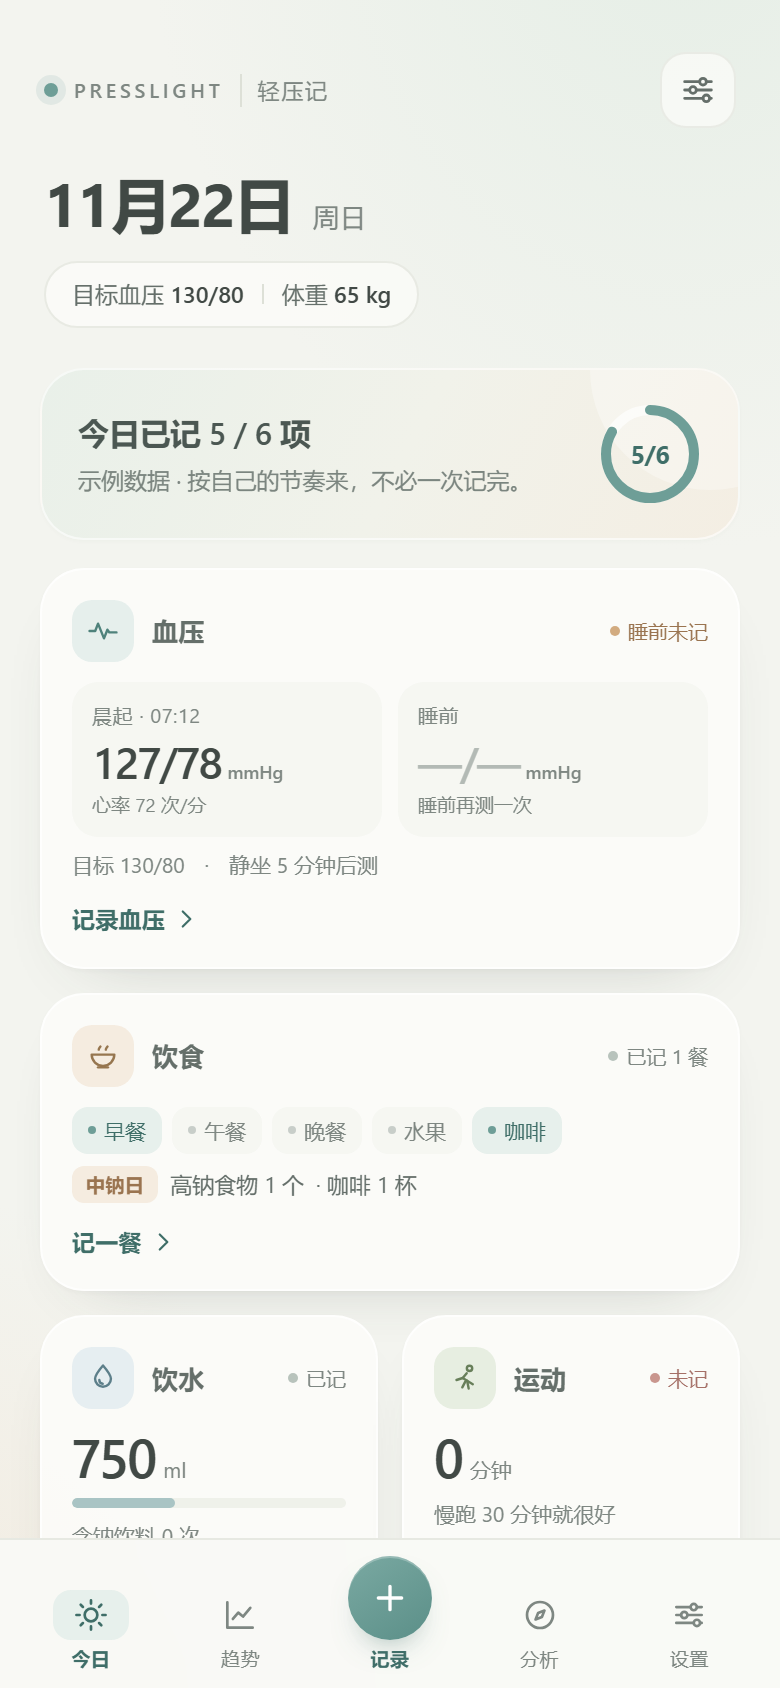 PRESSLIGHT 轻压记
11月22日 周日
目标血压 130/80 体重 65 kg
今日已记 5 / 6 项
示例数据 · 按自己的节奏来，不必一次记完。
5/6
血压
睡前未记
晨起 · 07:12
127/78 mmHg
心率 72 次/分
睡前
—/— mmHg
睡前再测一次
目标 130/80 · 静坐 5 分钟后测
记录血压
饮食
已记 1 餐
早餐 午餐 晚餐 水果 咖啡
中钠日 高钠食物 1 个 · 咖啡 1 杯
记一餐
饮水
已记
750 ml
含钠饮料 0 次
运动
未记
0 分钟
慢跑 30 分钟就很好
今日
趋势
记录
分析
设置